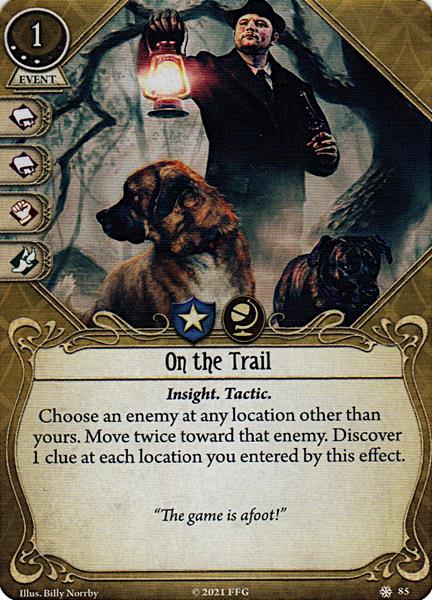 1
EVENT
On the Trail
Insight. Tactic.
Choose an enemy at any location other than
yours. Move twice toward that enemy. Discover
1 clue at each location you entered by this effect.
“The game is afoot!”
Illus. Billy Norrby © 2021 FFG 85